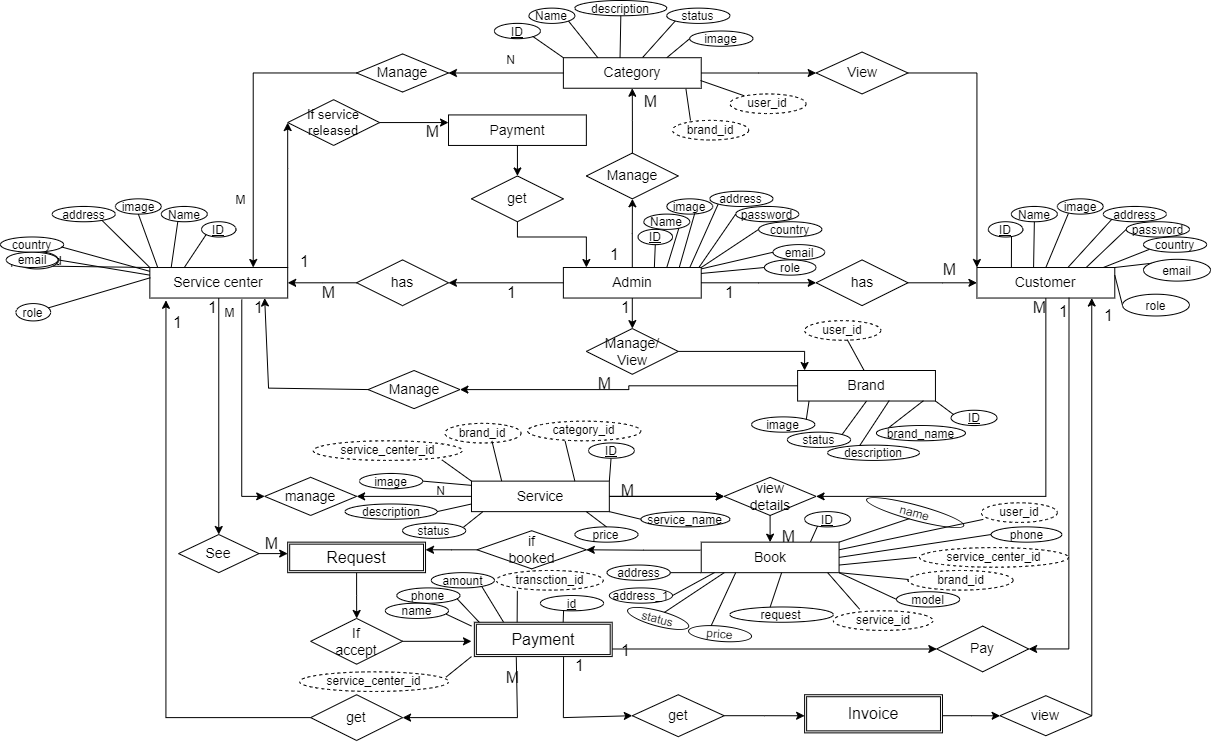 description
Name
status
ID
image
N
Manage
Category
View
M
user_id
brand_id
If service
released
M
Payment
Manage
get
M
address
image
Name
ID
country
email
Service center
role
1
1
image
address
Name
password
ID
country
email
role
Admin
Name
image
address
ID
password
country
email
role
Customer
M
has
1
1
has
M
1
1
M
1
1
M
1
1
Manage/
View
user_id
Manage
M
Brand
image
status
description
brand_name
ID
brand_id
category_id
service_center_id
ID
image
manage
N
Service
M
view
details
description
status
price
service_name
M
ID
name
user_id
phone
service_center_id
brand_id
model
service_id
request
price
status
address_1
address
Book
See
M
Request
if
booked
amount
transction_id
phone
name
id
If
accept
Payment
1
1
Pay
service_center_id
M
get
get
Invoice
view